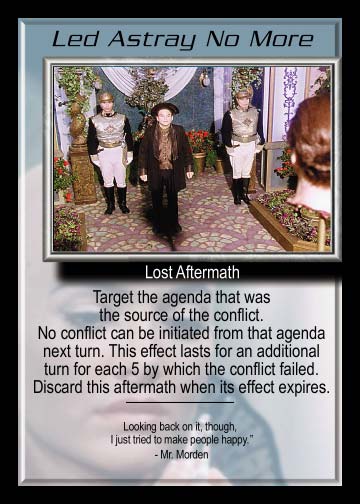 Led Astray No More
Lost Aftermath
Target the agenda that was
the source of the conflict.
No conflict can be initiated from that agenda
next turn. This effect lasts for an additional
turn for each 5 by which the conflict failed.
Discard this aftermath when its effect expires.
Looking back on it, though,
I just tried to make people happy.”
- Mr. Morden